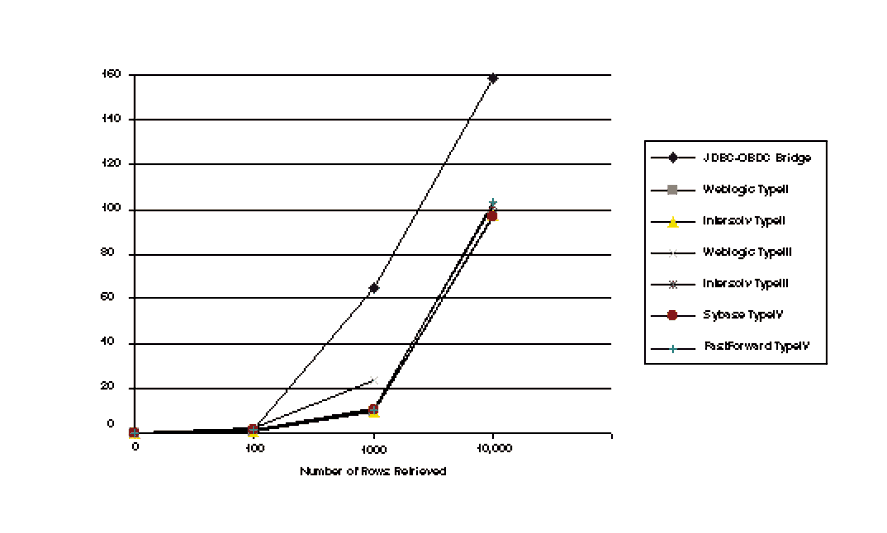 160
140
120
100
80
60
40
20
0
0 100 1000 10,000
Number of Rows Retrieved
JDBC-OBDC Bridge
Weblogic TypeII
Intersolv TypeII
Weblogic TypeIII
Intersolv TypeIII
Sybase TypeIV
FastForward TypeIV